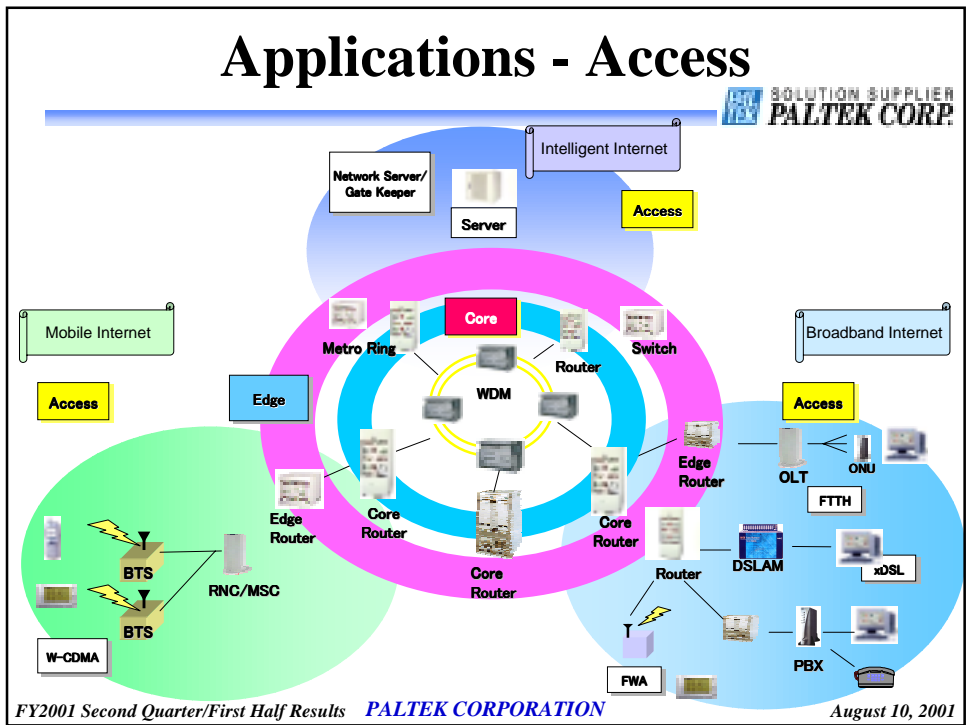 Applications - Access
SOLUTION SUPPLIER
PALTEK CORP.
Intelligent Internet
Network Server/
Gate Keeper
Server
Access
Mobile Internet
Core
Broadband Internet
Metro Ring
Router
Switch
Access
Edge
WDM
Access
Edge
Router
OLT
ONU
FTTH
Edge
Router
Core
Router
Core
Router
Core
Router
Router
DSLAM
xDSL
BTS
RNC/MSC
BTS
W-CDMA
FWA
PBX
FY2001 Second Quarter/First Half Results
PALTEK CORPORATION
August 10, 2001